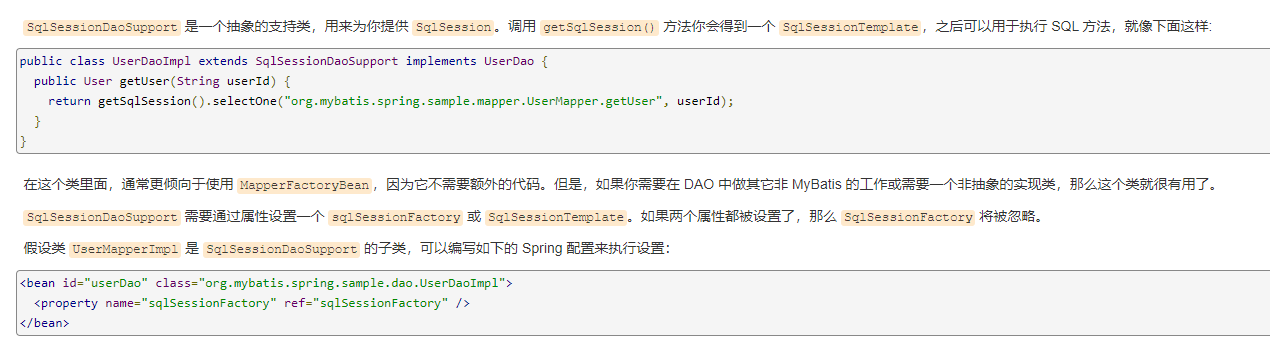 SqlSessionDaoSupport 是一个抽象的支持类，用来为你提供 SqlSession。调用 getSqlSession() 方法你会得到一个 SqlSessionTemplate，之后可以用于执行 SQL 方法，就像下面这样:
public class UserDaoImpl extends SqlSessionDaoSupport implements UserDao {
  public User getUser(String userId) {
    return getSqlSession().selectOne("org.mybatis.spring.sample.mapper.UserMapper.getUser", userId);
  }
}
在这个类里面，通常更倾向于使用 MapperFactoryBean，因为它不需要额外的代码。但是，如果你需要在 DAO 中做其它非 MyBatis 的工作或需要一个非抽象的实现类，那么这个类就很有用了。
SqlSessionDaoSupport 需要通过属性设置一个 sqlSessionFactory 或 SqlSessionTemplate。如果两个属性都被设置了，那么 SqlSessionFactory 将被忽略。
假设类 UserMapperImpl 是 SqlSessionDaoSupport 的子类，可以编写如下的 Spring 配置来执行设置：
<bean id="userDao" class="org.mybatis.spring.sample.dao.UserDaoImpl">
  <property name="sqlSessionFactory" ref="sqlSessionFactory" />
</bean>